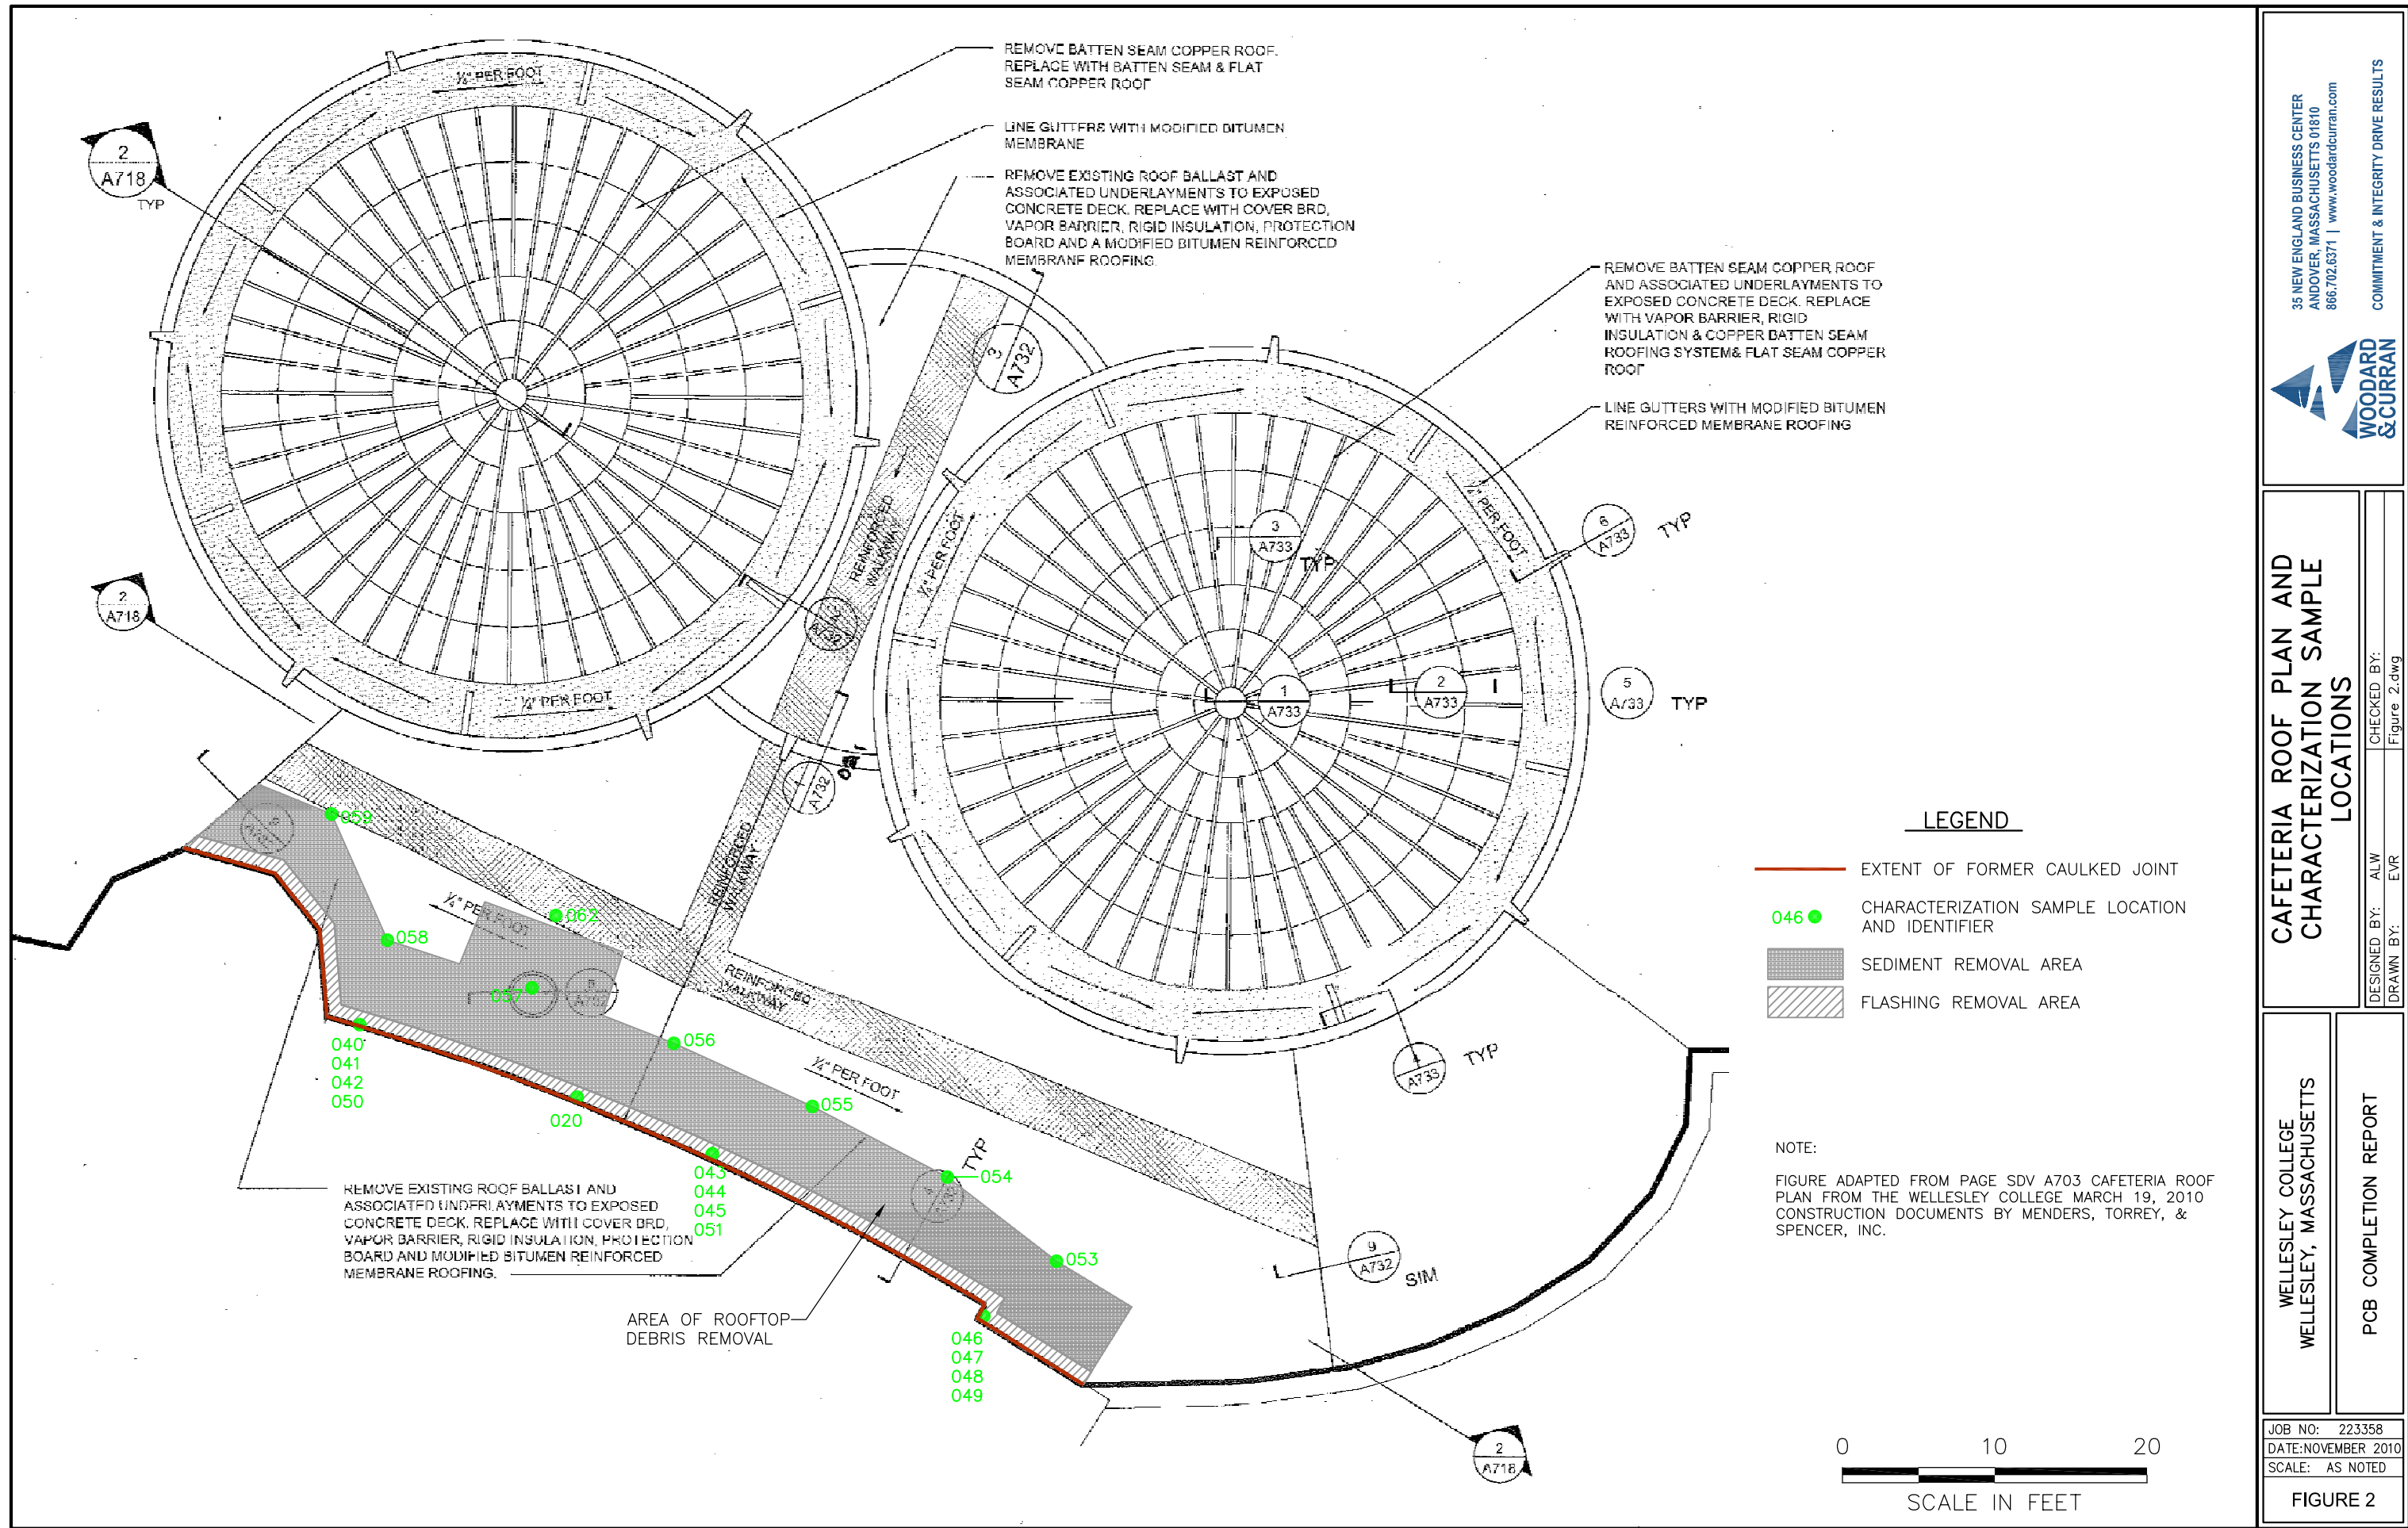 REMOVE BATTEN SEAM COPPER ROOF.
REPLACE WITH BATTEN SEAM & FLAT
SEAM COPPER ROOF
LINE GUTTERS WITH MODIFIED BITUMEN
MEMBRANE
REMOVE EXISTING ROOF BALLAST AND
ASSOCIATED UNDERLAYMENTS TO EXPOSED
CONCRETE DECK. REPLACE WITH COVER BRD,
VAPOR BARRIER, RIGID INSULATION, PROTECTION
BOARD AND A MODIFIED BITUMEN REINFORCED
MEMBRANE ROOFING.
REMOVE BATTEN SEAM COPPER ROOF
AND ASSOCIATED UNDERLAYMENTS TO
EXPOSED CONCRETE DECK. REPLACE
WITH VAPOR BARRIER, RIGID
INSULATION & COPPER BATTEN SEAM
ROOFING SYSTEM& FLAT SEAM COPPER
ROOF
LINE GUTTERS WITH MODIFIED BITUMEN
REINFORCED MEMBRANE ROOFING
¼" PER FOOT
2
A718
TYP
2
A718
¼" PER FOOT
3
A732
REINFORCED
WALKWAY
A732
¼" PER FOOT
¼" PER FOOT
3
A733
TYP
6
A733
TYP
1
A733
2
A733
5
A733
TYP
1
A732
REINFORCED
WALKWAY
REINFORCED
WALKWAY
4
A733
TYP
¼" PER FOOT
¼" PER FOOT
059
062
058
057
056
055
054
053
TYP
040
041
042
050
020
043
044
045
051
046
047
048
049
REMOVE EXISTING ROOF BALLAST AND
ASSOCIATED UNDERLAYMENTS TO EXPOSED
CONCRETE DECK. REPLACE WITH COVER BRD,
VAPOR BARRIER, RIGID INSULATION, PROTECTION
BOARD AND MODIFIED BITUMEN REINFORCED
MEMBRANE ROOFING.
AREA OF ROOFTOP
DEBRIS REMOVAL
9
A732
SIM
2
A718
LEGEND
EXTENT OF FORMER CAULKED JOINT
046
CHARACTERIZATION SAMPLE LOCATION
AND IDENTIFIER
SEDIMENT REMOVAL AREA
FLASHING REMOVAL AREA
NOTE:
FIGURE ADAPTED FROM PAGE SDV A703 CAFETERIA ROOF
PLAN FROM THE WELLESLEY COLLEGE MARCH 19, 2010
CONSTRUCTION DOCUMENTS BY MENDERS, TORREY, &
SPENCER, INC.
0 10 20
SCALE IN FEET
35 NEW ENGLAND BUSINESS CENTER
ANDOVER, MASSACHUSETTS 01810
866.702.6371 | www.woodardcurran.com
COMMITMENT & INTEGRITY DRIVE RESULTS
WOODARD
&CURRAN
CAFETERIA ROOF PLAN AND
CHARACTERIZATION SAMPLE
LOCATIONS
DESIGNED BY: ALW
CHECKED BY:
DRAWN BY: EVR
Figure 2.dwg
WELLESLEY COLLEGE
WELLESLEY, MASSACHUSETTS
PCB COMPLETION REPORT
JOB NO: 223358
DATE:NOVEMBER 2010
SCALE: AS NOTED
FIGURE 2